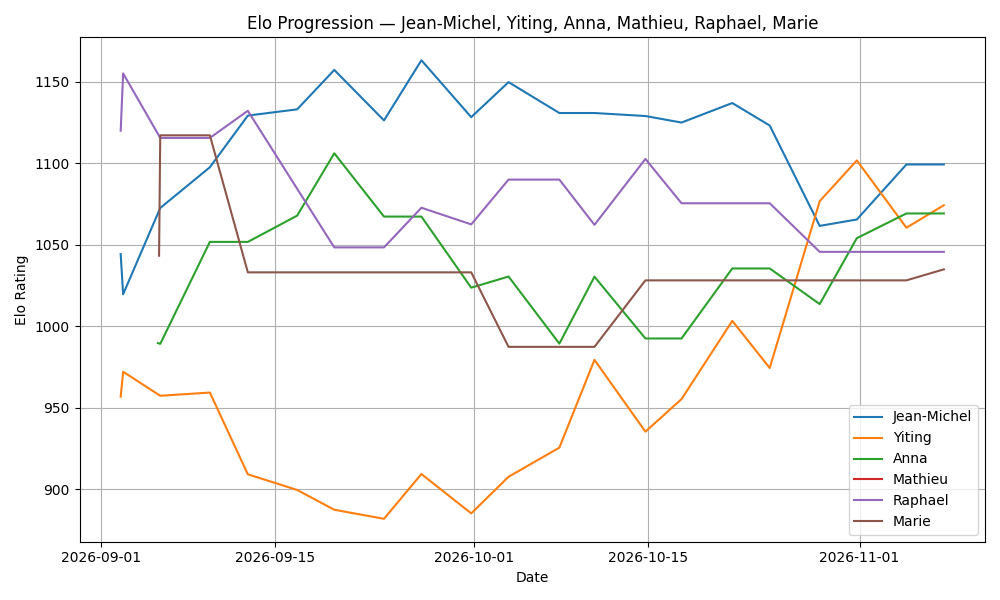 Elo Progression — Jean-Michel, Yiting, Anna, Mathieu, Raphael, Marie
Elo Rating
1150
1100
1050
1000
950
900
2026-09-01 2026-09-15 2026-10-01 2026-10-15 2026-11-01
Date
Jean-Michel
Yiting
Anna
Mathieu
Raphael
Marie